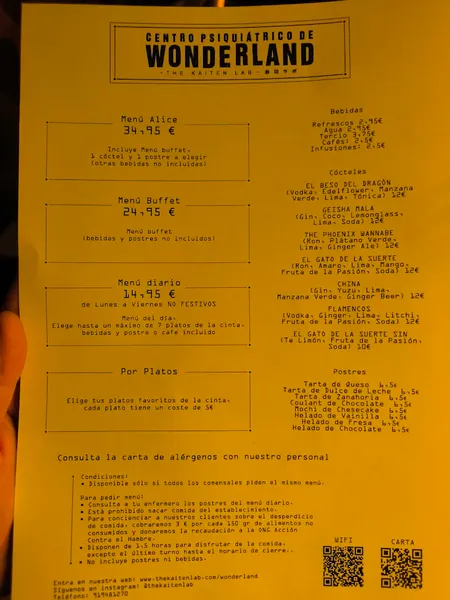 CENTRO PSIQUIÁTRICO DE
WONDERLAND
-THE KAITEN LAB-
Menú Alice
34,95 €
Incluye Menú buffet,
1 cóctel y 1 postre a elegir
(otras bebidas no incluidas)
Menú Buffet
24,95 €
Menú buffet
(bebidas y postres no incluidos)
Menú diario
14,95 €
de Lunes a Viernes NO FESTIVOS
Menú del día.
Elege hasta un máximo de 7 platos de la cinta,
bebidas y postre o cafe incluido
Por Platos
Elige tus platos favoritos de la cinta,
cada plato tiene un coste de 5€
Bebidas
Refrescos 2,95€
Agua 2,95€
Tercio 3,75€
Cafés: 2,5€
Infusiones: 2,5€
Cócteles
EL BESO DEL DRAGÓN
(Vodka, Edelflower, Manzana
Verde, Lima, Tónica) 12€
GEISHA MALA
(Gin, Coco, Lemonglass,
Lima, Soda) 12€
THE PHOENIX WANNABE
(Ron, Plátano Verde,
Lima, Ginger Ale) 12€
EL GATO DE LA SUERTE
(Ron, Amaro, Lima, Mango,
Fruta de la Pasión, Soda) 12€
CHINA
(Gin, Yuzu, Lima,
Manzana Verde, Ginger Beer) 12€
FLAMENCOS
(Vodka, Ginger, Lima, Litchi,
Fruta de la Pasión, Soda) 12€
EL GATO DE LA SUERTE SIN
(Te Limón, Fruta de la Pasión,
Soda) 10€
Postres
Tarta de Queso 6,5€
Tarta de Dulce de Leche 6,5€
Tarta de Zanahoria 6,5€
Coulant de Chocolate 6,5€
Mochi de Chesecake 6,5€
Helado de Vainilla 6,5€
Helado de Fresa 6,5€
Helado de Chocolate 6,5€
Consulta la carta de alérgenos con nuestro personal
Condiciones:
• Disponible sólo si todos los comensales piden el mismo menú.
Para pedir menú:
• Consulta a tu enfermero los postres del menú diario.
• Está prohibido sacar comida del establecimiento.
• Para concienciar a nuestros clientes sobre el desperdicio
de comida, cobraremos 3 € por cada 150 gr de alimentos no
consumidos y donaremos la recaudación a la ONG Acción
Contra el Hambre.
• Disponen de 1.5 horas para disfrutar de la comida,
excepto el último turno hasta el horario de cierre..
• No incluye postres ni bebidas.
Entra en nuestra web: www.thekaitenlab.com/wonderland
Síguenos en instagram: @thekaitenlab
Teléfono: 919481270
WIFI
CARTA